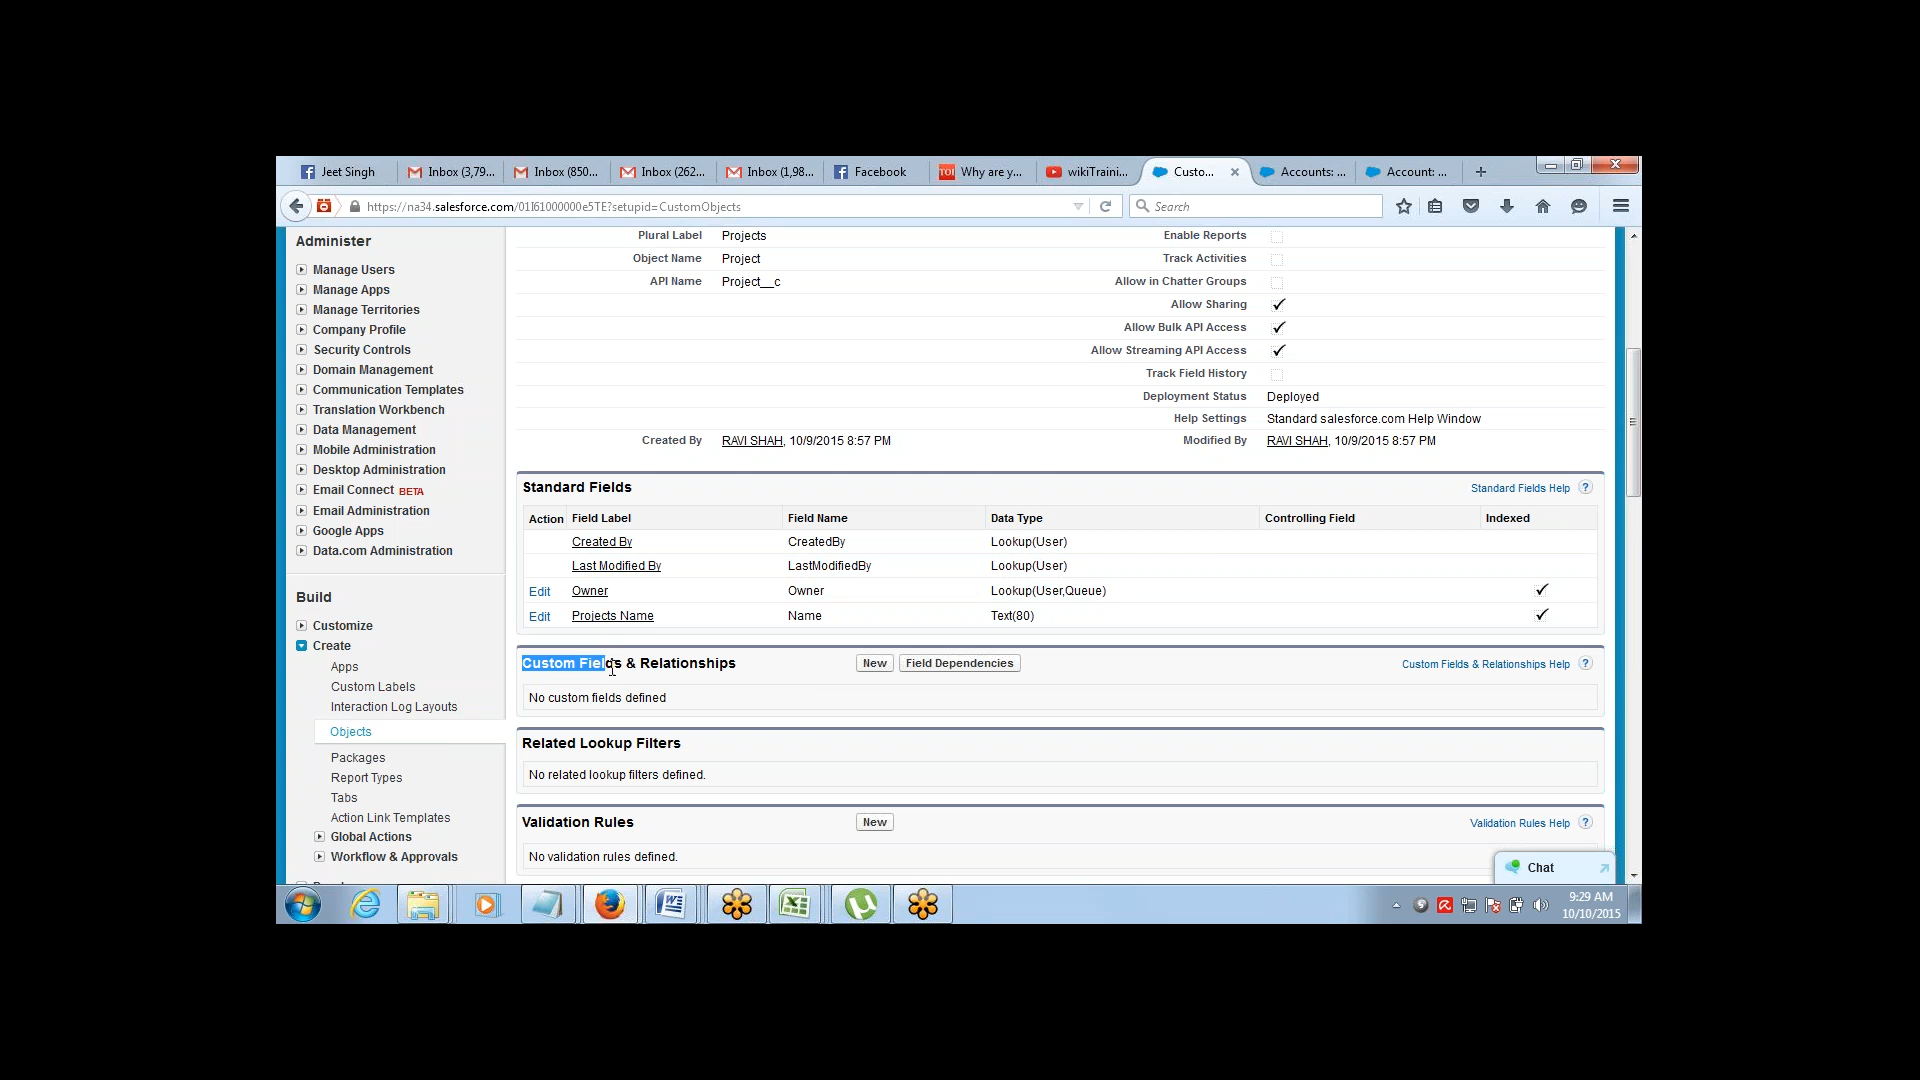 Jeet Singh
Inbox (3,79...
Inbox (850...
Inbox (262...
Inbox (1,98...
Facebook
TOI Why are y...
wikiTraini...
Custo...
Accounts: ...
Account: ...
https://na34.salesforce.com/01I61000000e5TE?setupid=CustomObjects
Search
Administer
Manage Users
Manage Apps
Manage Territories
Company Profile
Security Controls
Domain Management
Communication Templates
Translation Workbench
Data Management
Mobile Administration
Desktop Administration
Email Connect BETA
Email Administration
Google Apps
Data.com Administration
Build
Customize
Create
Apps
Custom Labels
Interaction Log Layouts
Objects
Packages
Report Types
Tabs
Action Link Templates
Global Actions
Workflow & Approvals
Plural Label Projects Enable Reports
Object Name Project Track Activities
API Name Project__c Allow in Chatter Groups
Allow Sharing
Allow Bulk API Access
Allow Streaming API Access
Track Field History
Deployment Status Deployed
Help Settings Standard salesforce.com Help Window
Created By RAVI SHAH, 10/9/2015 8:57 PM Modified By RAVI SHAH, 10/9/2015 8:57 PM
Standard Fields Standard Fields Help ?
Action Field Label Field Name Data Type Controlling Field Indexed
Created By CreatedBy Lookup(User)
Last Modified By LastModifiedBy Lookup(User)
Edit Owner Owner Lookup(User,Queue)
Edit Projects Name Name Text(80)
Custom Fields & Relationships New Field Dependencies Custom Fields & Relationships Help ?
No custom fields defined
Related Lookup Filters
No related lookup filters defined.
Validation Rules New Validation Rules Help ?
No validation rules defined.
Chat
9:29 AM
10/10/2015